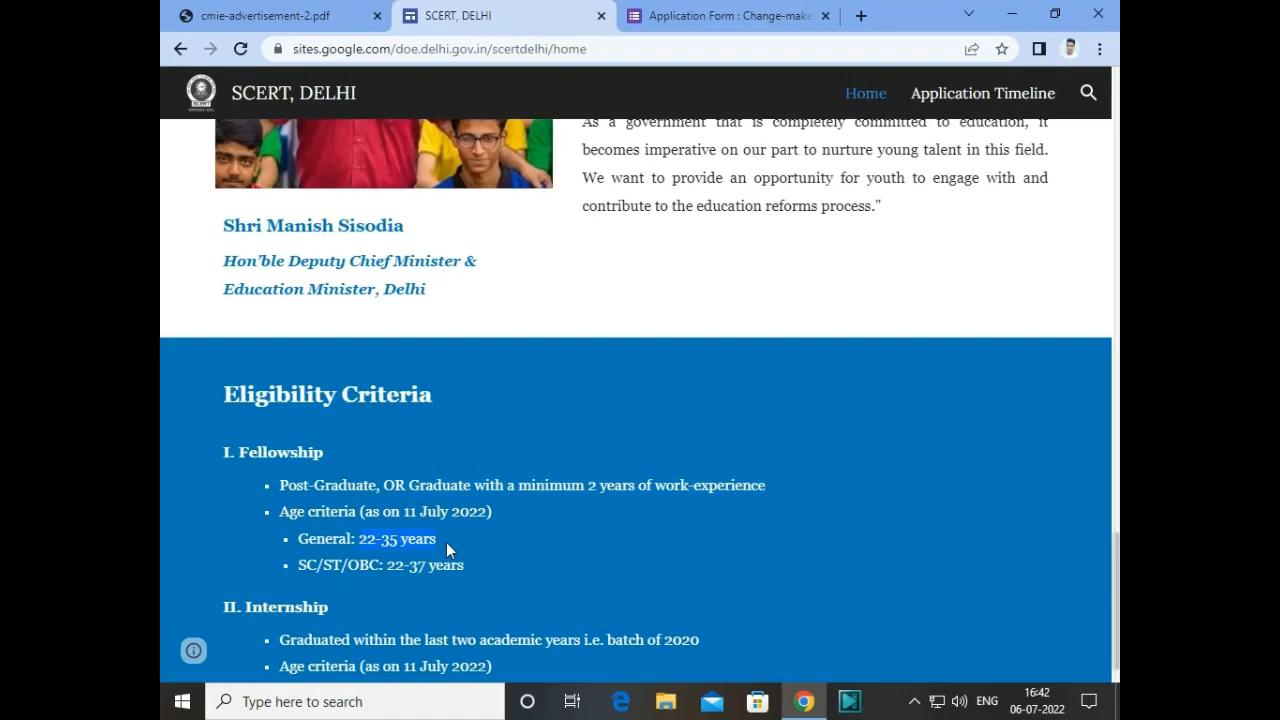 cmie-advertisement-2.pdf
SCERT, DELHI
Application Form : Change-make
sites.google.com/doe.delhi.gov.in/scertdelhi/home
SCERT, DELHI
Home
Application Timeline
As a government that is completely committed to education, it
becomes imperative on our part to nurture young talent in this field.
We want to provide an opportunity for youth to engage with and
contribute to the education reforms process."
Shri Manish Sisodia
Hon'ble Deputy Chief Minister &
Education Minister, Delhi
Eligibility Criteria
I. Fellowship
Post-Graduate, OR Graduate with a minimum 2 years of work-experience
Age criteria (as on 11 July 2022)
General: 22-35 years
SC/ST/OBC: 22-37 years
II. Internship
Graduated within the last two academic years i.e. batch of 2020
Age criteria (as on 11 July 2022)
Type here to search
ENG
16:42
06-07-2022